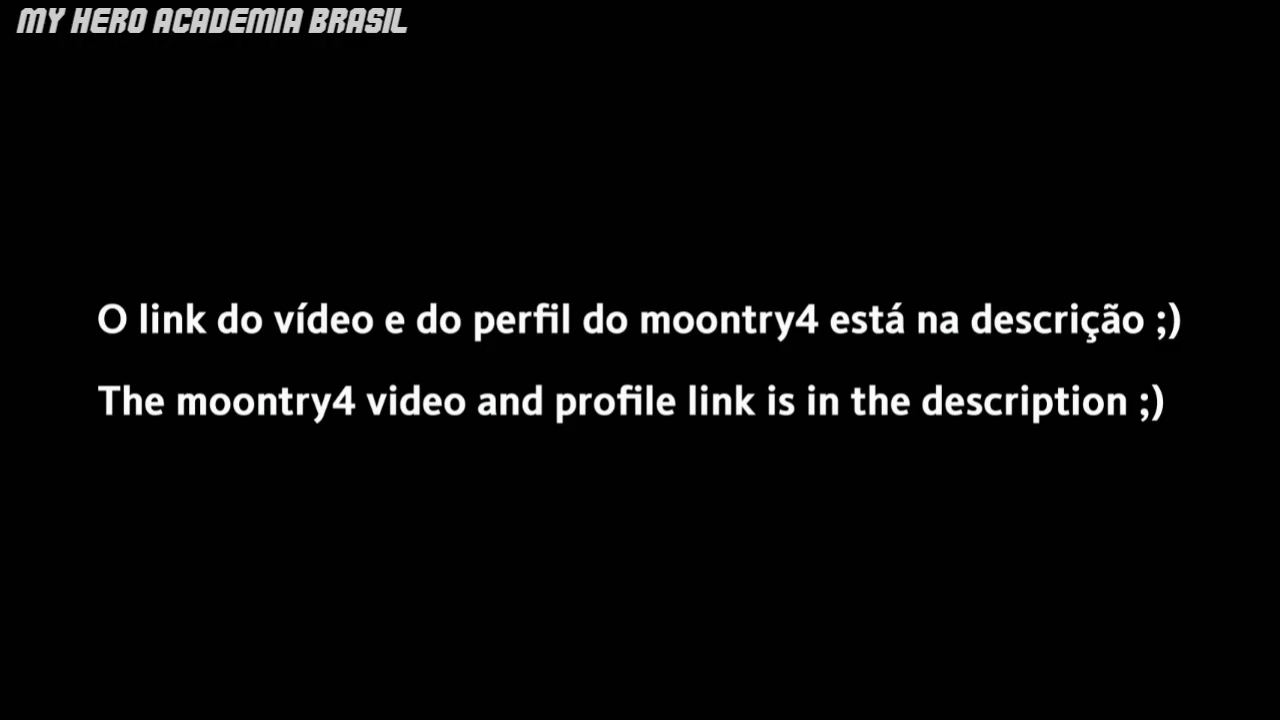 MY HERO ACADEMIA BRASIL
O link do vídeo e do perfil do moontry4 está na descrição ;)
The moontry4 video and profile link is in the description ;)